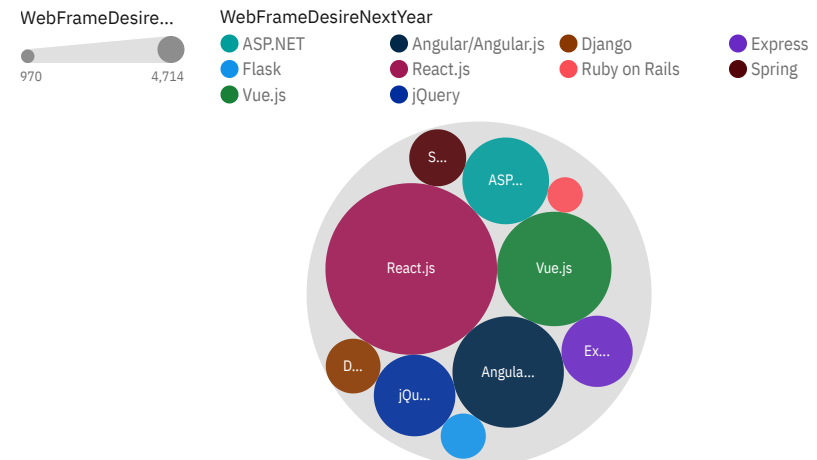 WebFrameDesire...
970
4,714
WebFrameDesireNextYear
ASP.NET
Angular/Angular.js
Django
Express
Flask
React.js
Ruby on Rails
Spring
Vue.js
jQuery
S...
ASP...
React.js
Vue.js
Ex...
D...
Angula...
jQu...